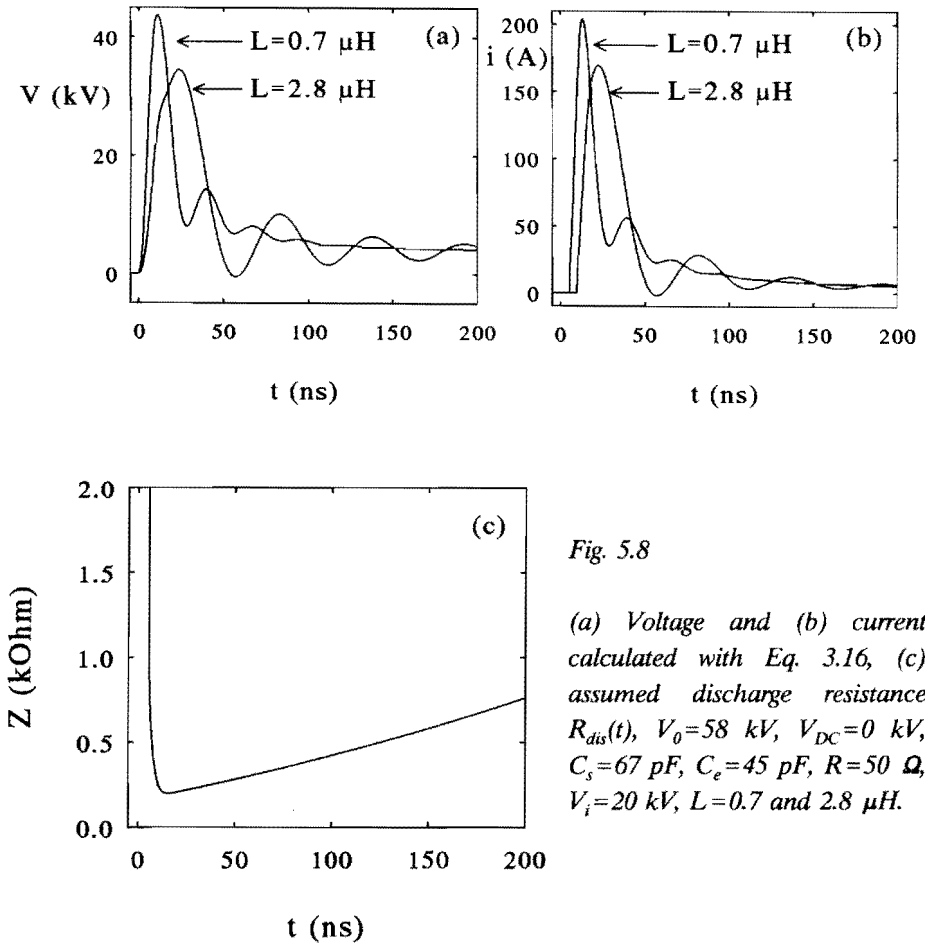 40
20
0
V (kV)
(a)
L=0.7 μH
L=2.8 μH
0 50 100 150 200
t (ns)
200
150
100
50
0
i (A)
(b)
L=0.7 μH
L=2.8 μH
0 50 100 150 200
t (ns)
2.0
1.5
1.0
0.5
0.0
Z (kOhm)
(c)
0 50 100 150 200
t (ns)
Fig. 5.8
(a) Voltage and (b) current
calculated with Eq. 3.16, (c)
assumed discharge resistance
R_dis(t), V_0=58 kV, V_DC=0 kV,
C_s=67 pF, C_e=45 pF, R=50 Ω,
V_i=20 kV, L=0.7 and 2.8 μH.